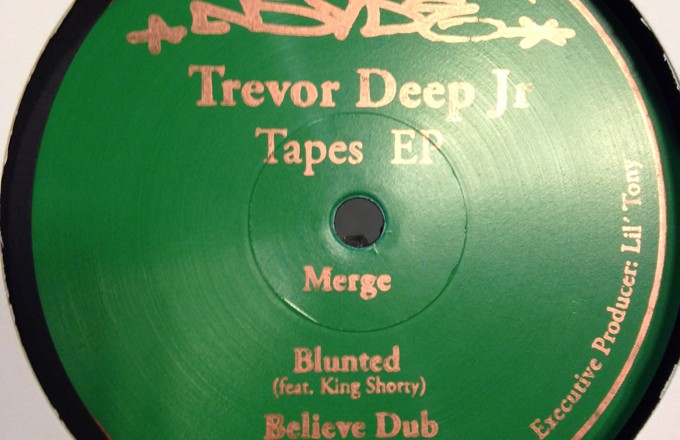 Trevor Deep Jr
Tapes EP
Merge
Blunted
(feat. King Shorty)
Believe Dub
Executive Producer: Lil' Tony